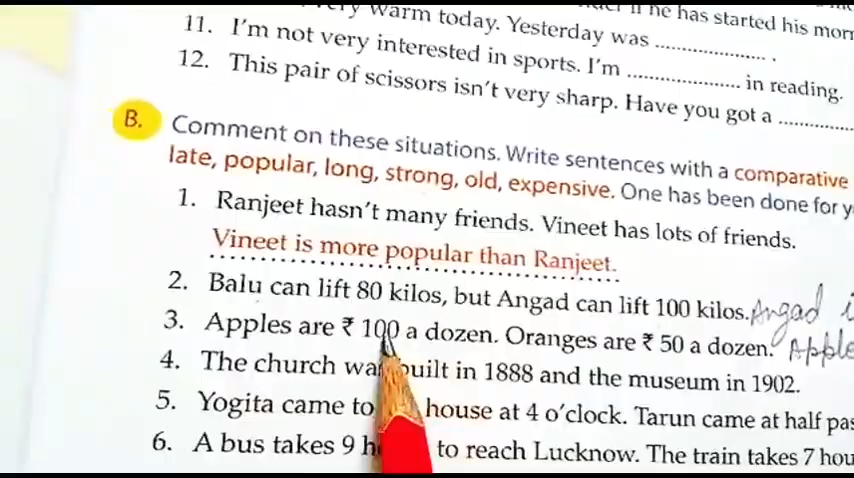 very warm today. Yesterday was .................... .
if he has started his morn
11. I'm not very interested in sports. I'm .................... in reading.
12. This pair of scissors isn't very sharp. Have you got a ..............
B. Comment on these situations. Write sentences with a comparative
late, popular, long, strong, old, expensive. One has been done for y
1. Ranjeet hasn't many friends. Vineet has lots of friends.
Vineet is more popular than Ranjeet.
2. Balu can lift 80 kilos, but Angad can lift 100 kilos. Angad i
3. Apples are ₹ 100 a dozen. Oranges are ₹ 50 a dozen. Apple
4. The church built in 1888 and the museum in 1902.
5. Yogita came to house at 4 o'clock. Tarun came at half pas
6. A bus takes 9 h to reach Lucknow. The train takes 7 hou